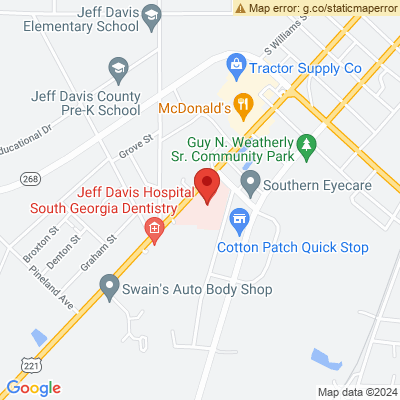 Map error: g.co/staticmaperror
Jeff Davis
Elementary School
S Williams S
Tractor Supply Co
Jeff Davis County
Pre-K School
McDonald's
Educational Dr
Grove St
Guy N. Weatherly
Sr. Community Park
268
Jeff Davis Hospital
South Georgia Dentistry
Southern Eyecare
Broxton St
Denton St
Graham St
Cotton Patch Quick Stop
Pineland Ave
Swain's Auto Body Shop
221
Google
Map data ©2024